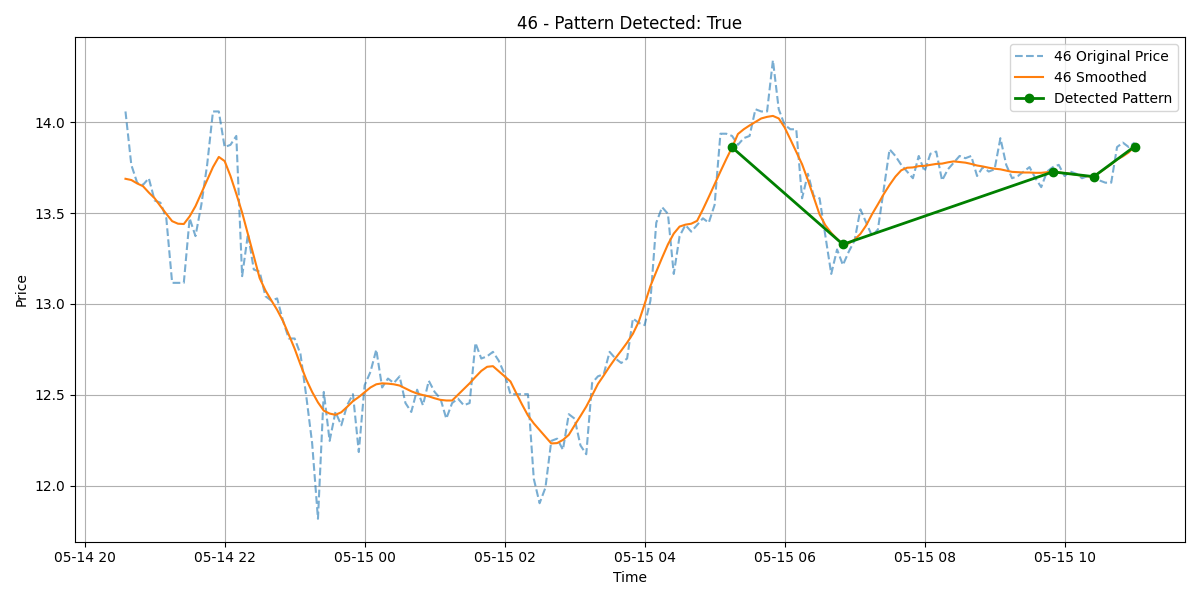 46 - Pattern Detected: True
46 Original Price
46 Smoothed
Detected Pattern
Price
14.0
13.5
13.0
12.5
12.0
05-14 20 05-14 22 05-15 00 05-15 02 05-15 04 05-15 06 05-15 08 05-15 10
Time